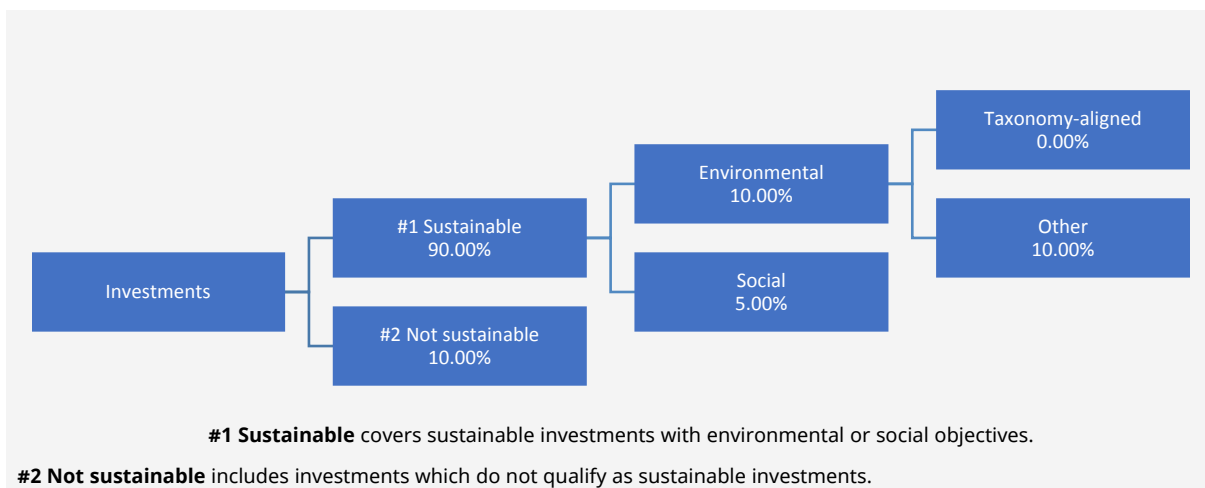 Investments
#1 Sustainable
90.00%
#2 Not sustainable
10.00%
Environmental
10.00%
Social
5.00%
Taxonomy-aligned
0.00%
Other
10.00%
#1 Sustainable covers sustainable investments with environmental or social objectives.
#2 Not sustainable includes investments which do not qualify as sustainable investments.